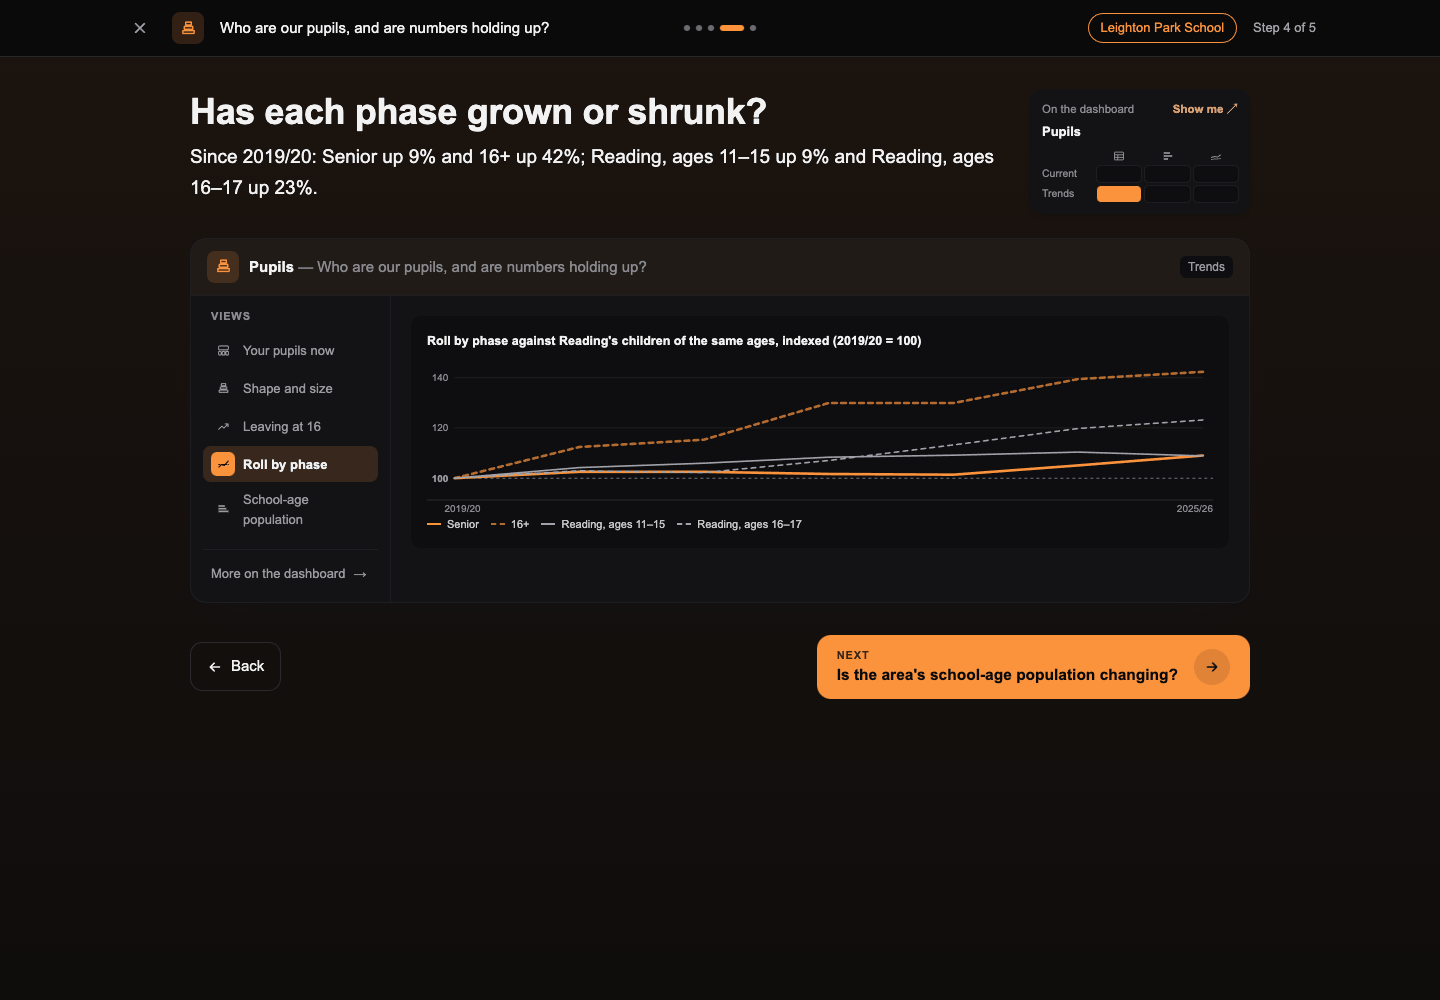 Who are our pupils, and are numbers holding up?
Leighton Park School
Step 4 of 5
Has each phase grown or shrunk?
Since 2019/20: Senior up 9% and 16+ up 42%; Reading, ages 11–15 up 9% and Reading, ages
16–17 up 23%.
On the dashboard
Show me
Pupils
Current
Trends
Pupils — Who are our pupils, and are numbers holding up?
Trends
VIEWS
Your pupils now
Shape and size
Leaving at 16
Roll by phase
School-age
population
More on the dashboard →
Roll by phase against Reading's children of the same ages, indexed (2019/20 = 100)
140
120
100
2019/20
2025/26
Senior
16+
Reading, ages 11–15
Reading, ages 16–17
← Back
NEXT
Is the area's school-age population changing?